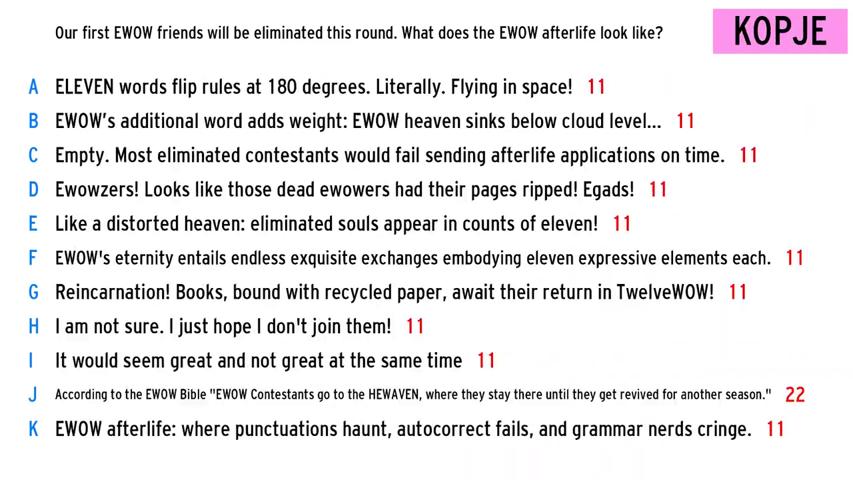 Our first EWOW friends will be eliminated this round. What does the EWOW afterlife look like?
KOPJE
A ELEVEN words flip rules at 180 degrees. Literally. Flying in space! 11
B EWOW's additional word adds weight: EWOW heaven sinks below cloud level... 11
C Empty. Most eliminated contestants would fail sending afterlife applications on time. 11
D Ewowzers! Looks like those dead ewowers had their pages ripped! Egads! 11
E Like a distorted heaven: eliminated souls appear in counts of eleven! 11
F EWOW's eternity entails endless exquisite exchanges embodying eleven expressive elements each. 11
G Reincarnation! Books, bound with recycled paper, await their return in TwelveWOW! 11
H I am not sure. I just hope I don't join them! 11
I It would seem great and not great at the same time 11
J According to the EWOW Bible "EWOW Contestants go to the HEWAVEN, where they stay there until they get revived for another season." 22
K EWOW afterlife: where punctuations haunt, autocorrect fails, and grammar nerds cringe. 11